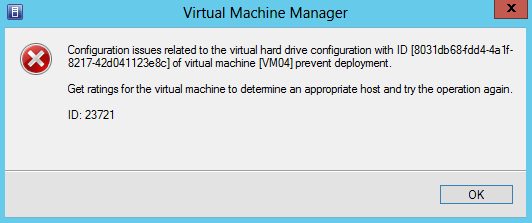 Virtual Machine Manager
x
Configuration issues related to the virtual hard drive configuration with ID [8031db68-fdd4-4a1f-
8217-42d041123e8c] of virtual machine [VM04] prevent deployment.
Get ratings for the virtual machine to determine an appropriate host and try the operation again.
ID: 23721
OK